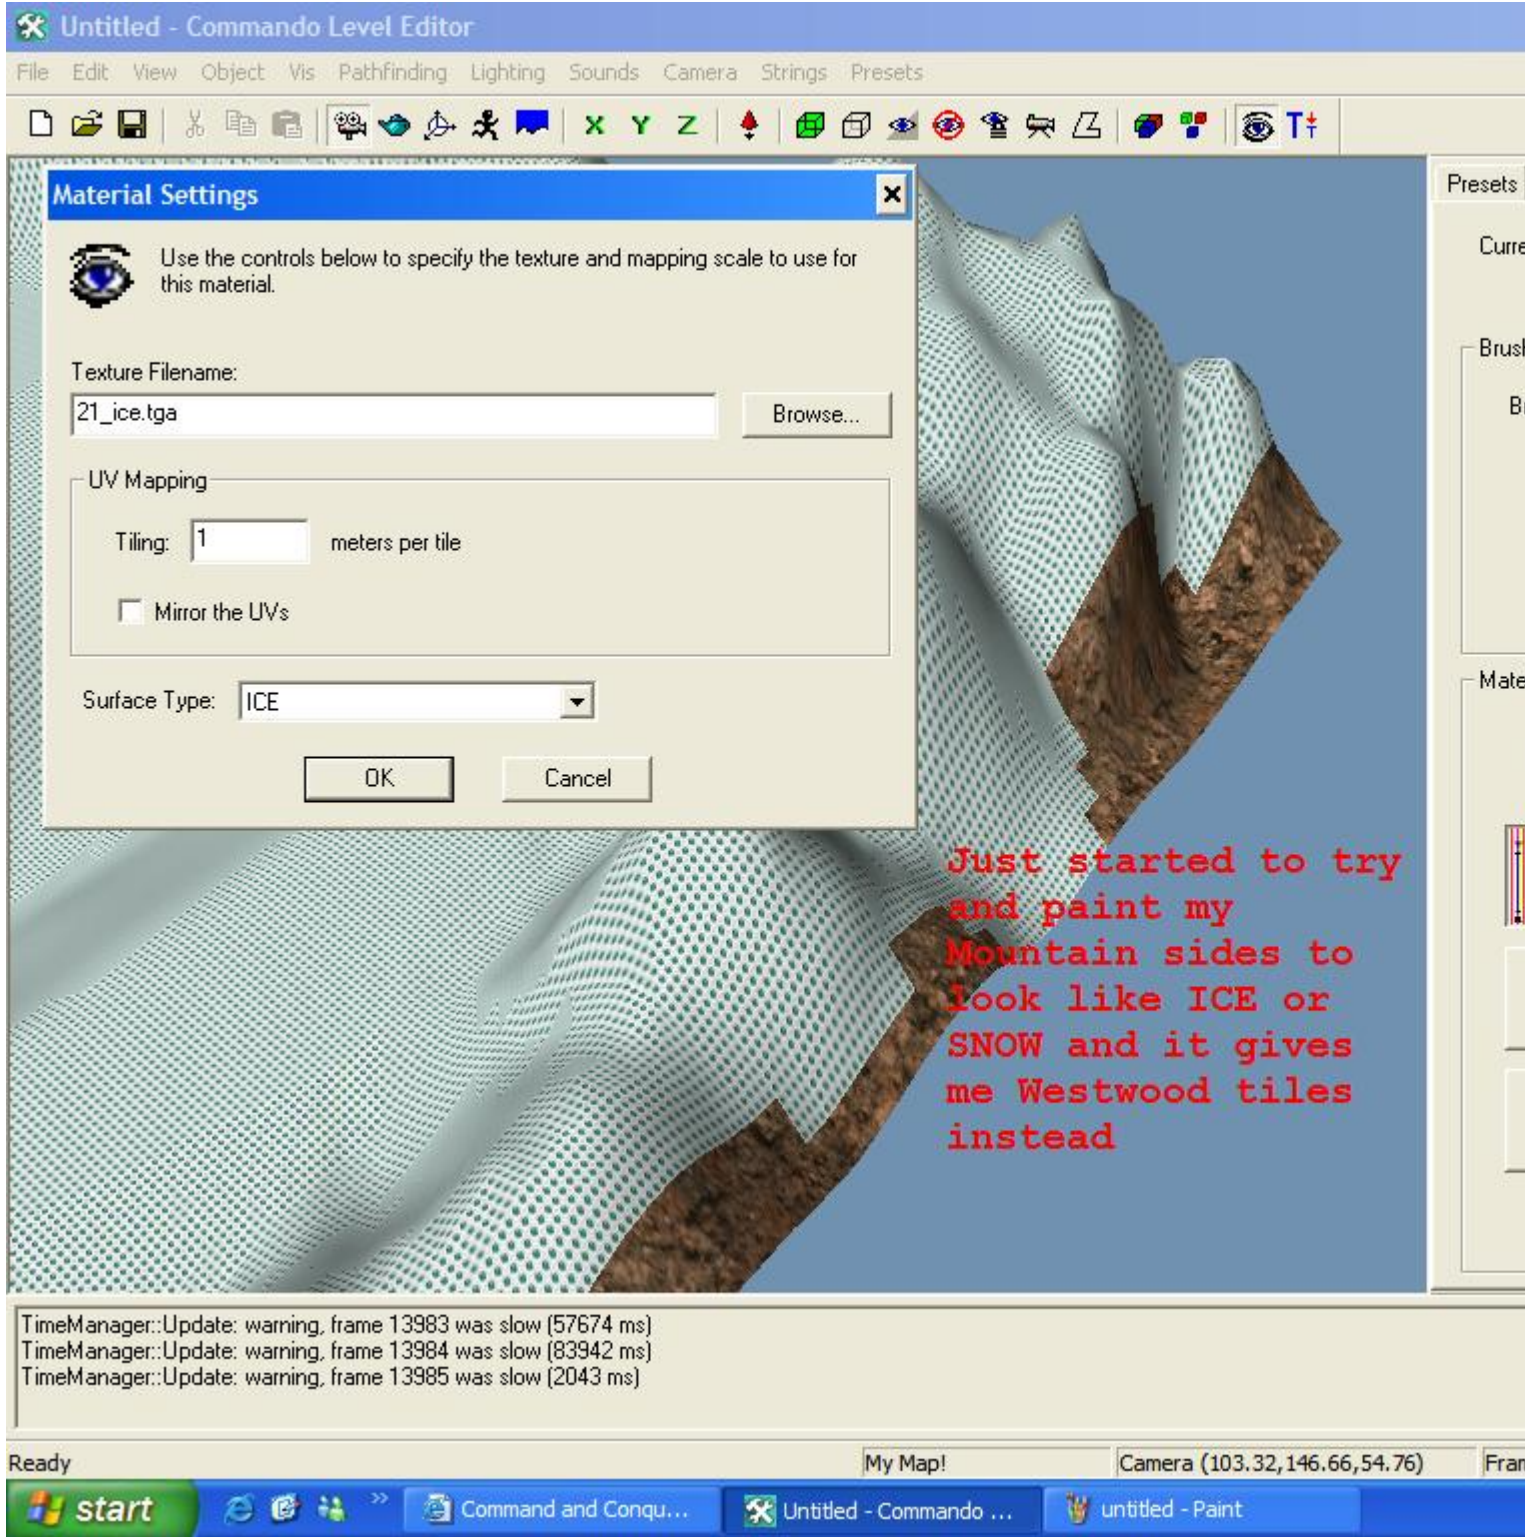 Untitled - Commando Level Editor
File Edit View Object Vis Pathfinding Lighting Sounds Camera Strings Presets
X Y Z
Material Settings
Presets
Use the controls below to specify the texture and mapping scale to use for
this material.
Curre
Texture Filename:
Brush
21_ice.tga
Browse...
UV Mapping
Tiling: 1 meters per tile
Mirror the UVs
Surface Type: ICE
Mate
OK Cancel
Just started to try
and paint my
Mountain sides to
look like ICE or
SNOW and it gives
me Westwood tiles
instead
TimeManager::Update: warning, frame 13983 was slow (57674 ms)
TimeManager::Update: warning, frame 13984 was slow (83942 ms)
TimeManager::Update: warning, frame 13985 was slow (2043 ms)
Ready My Map! Camera (103.32,146.66,54.76) Fran
start Command and Conqu... Untitled - Commando ... untitled - Paint